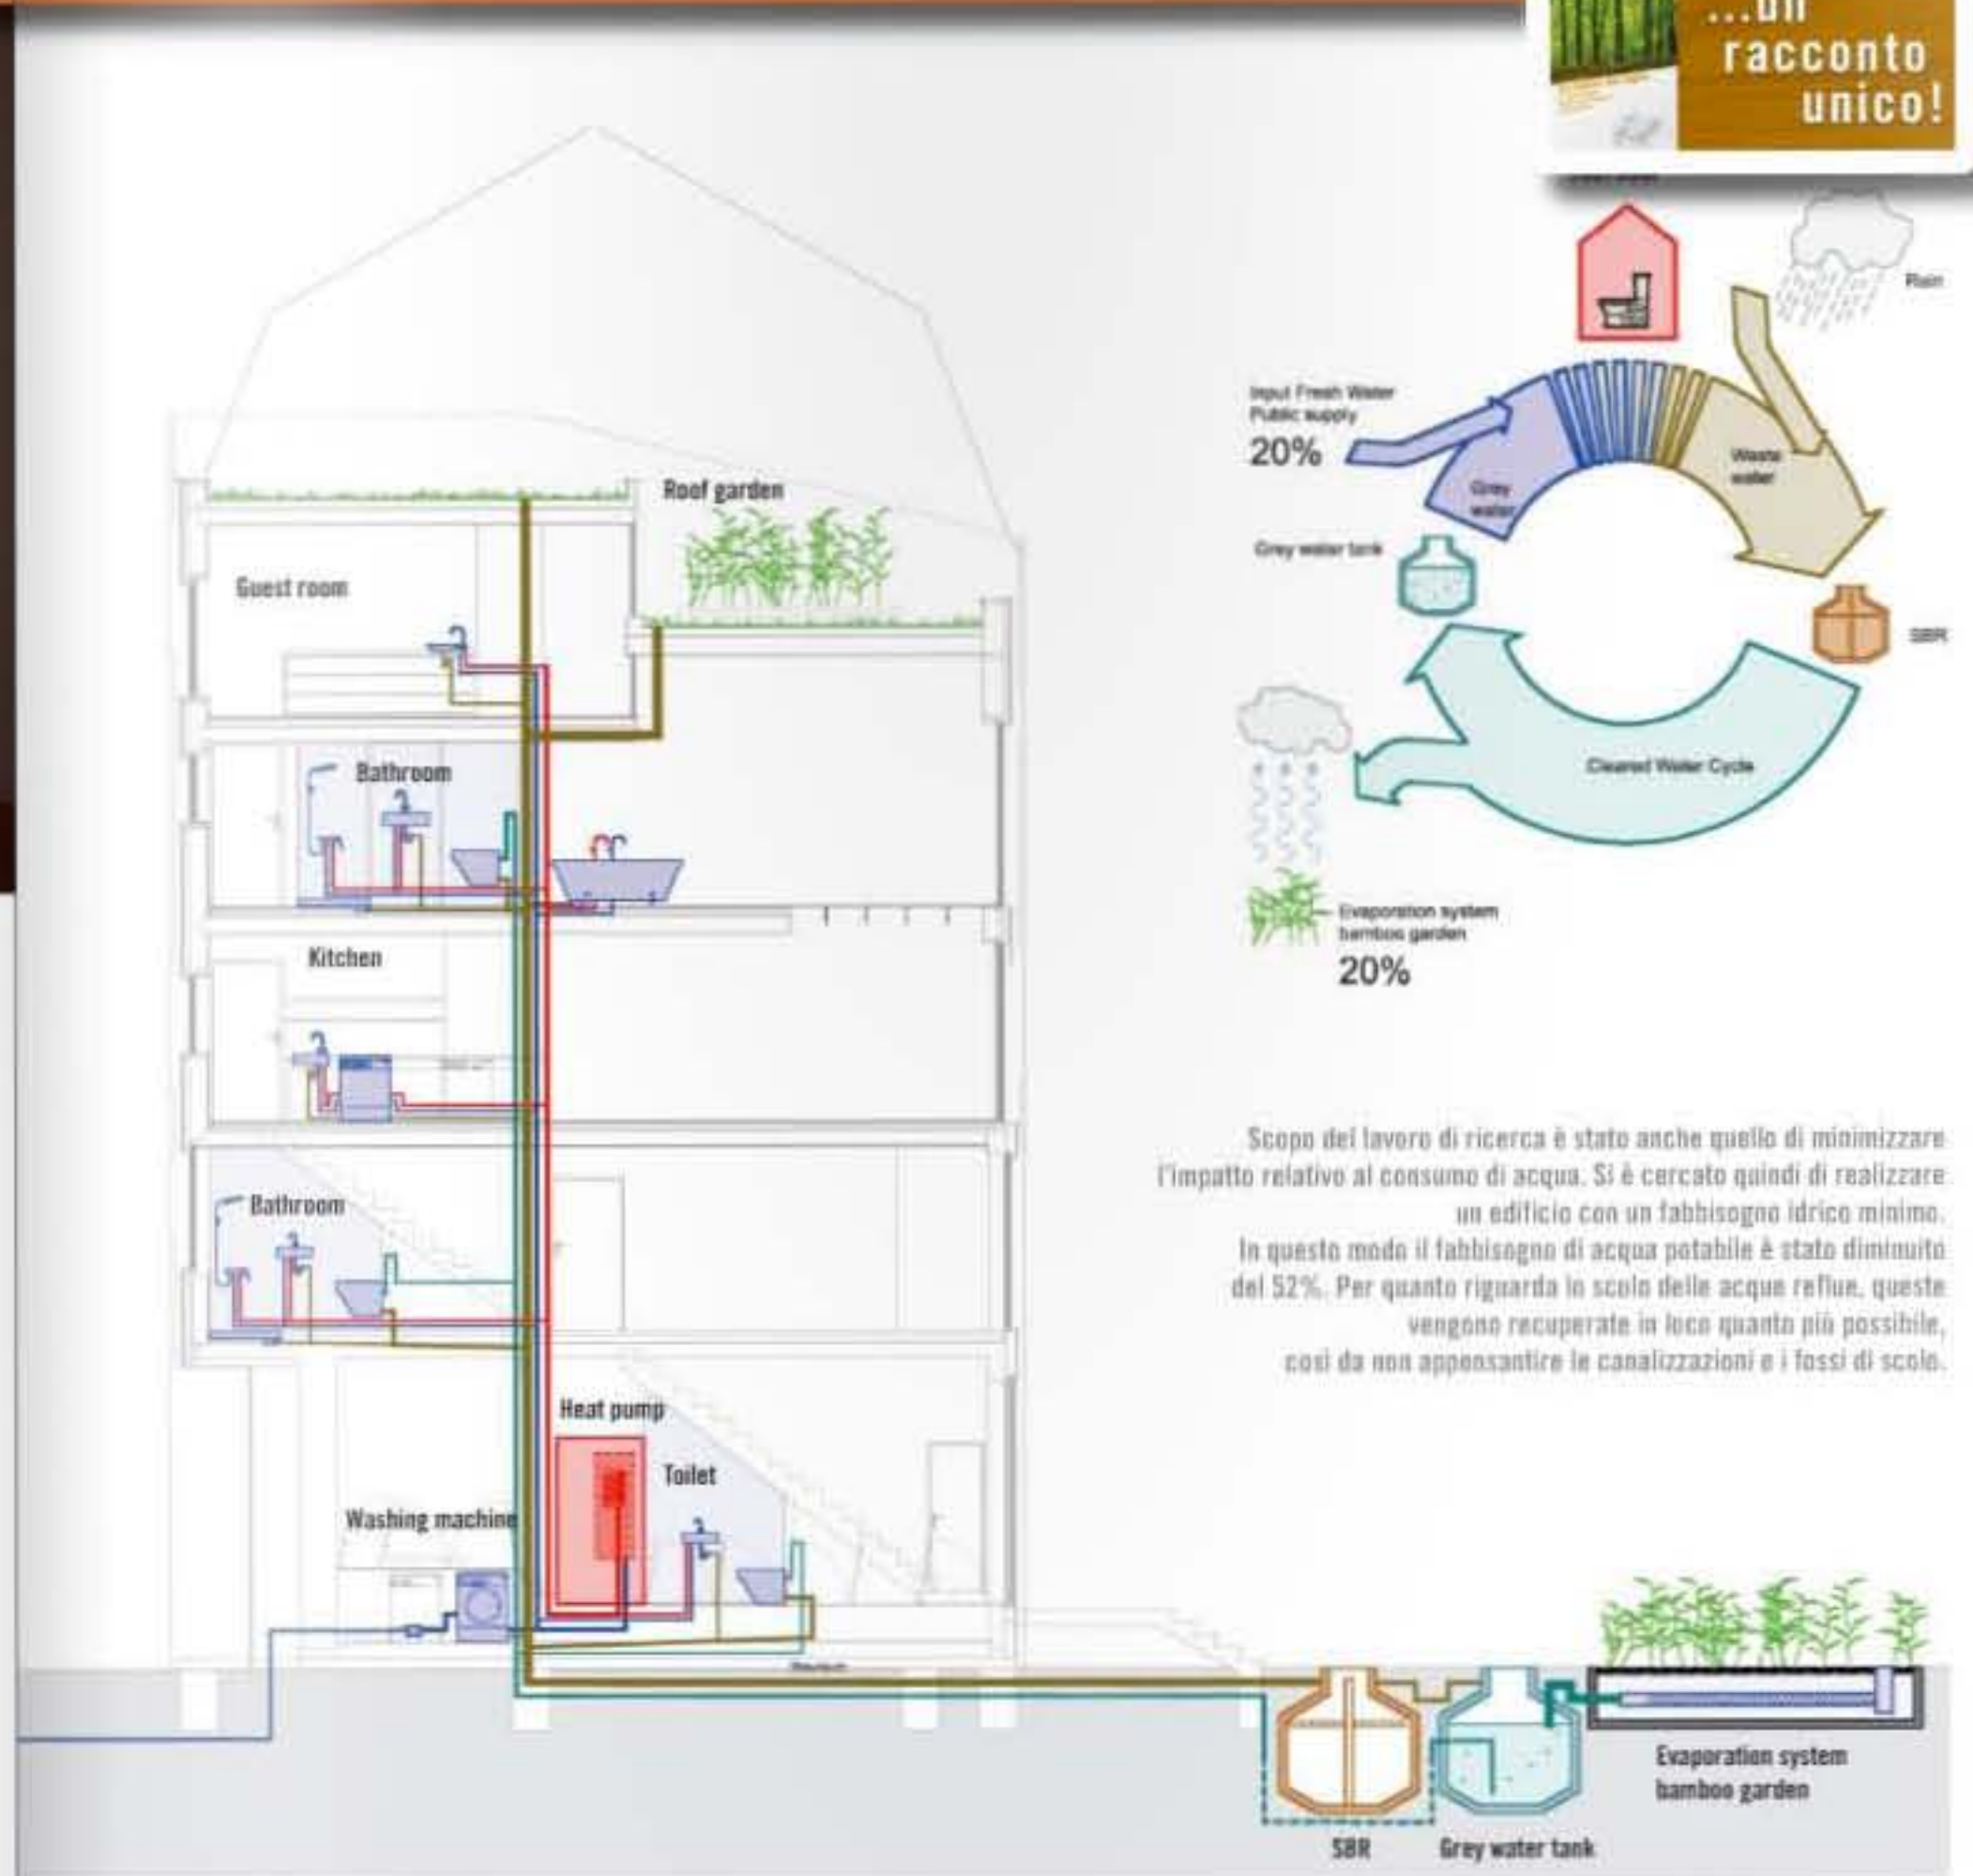 ...un
racconto
unico!
Rain
Input Fresh Water
Public supply
20%
Grey
water
Waste
water
Grey water tank
SBR
Cleared Water Cycle
Evaporation system
bamboo garden
20%
Roof garden
Guest room
Bathroom
Kitchen
Bathroom
Heat pump
Toilet
Washing machine
Scopo del lavoro di ricerca è stato anche quello di minimizzare
l'impatto relativo al consumo di acqua. Si è cercato quindi di realizzare
un edificio con un fabbisogno idrico minimo.
In questo modo il fabbisogno di acqua potabile è stato diminuito
del 52%. Per quanto riguarda lo scolo delle acque reflue, queste
vengono recuperate in loco quanto più possibile,
così da non appensantire le canalizzazioni e i fossi di scolo.
Evaporation system
bamboo garden
SBR
Grey water tank